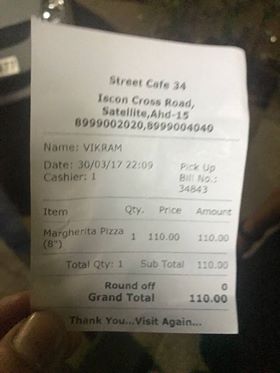 Street Cafe 34
Iscon Cross Road,
Satellite,Ahd-15
8999002020,8999004040
Name: VIKRAM
Date: 30/03/17 22:09 Pick Up
Cashier: 1 Bill No.:
34843
Item Qty. Price Amount
Margherita Pizza 1 110.00 110.00
(8")
Total Qty: 1 Sub Total 110.00
Round off 0
Grand Total 110.00
Thank You...Visit Again...